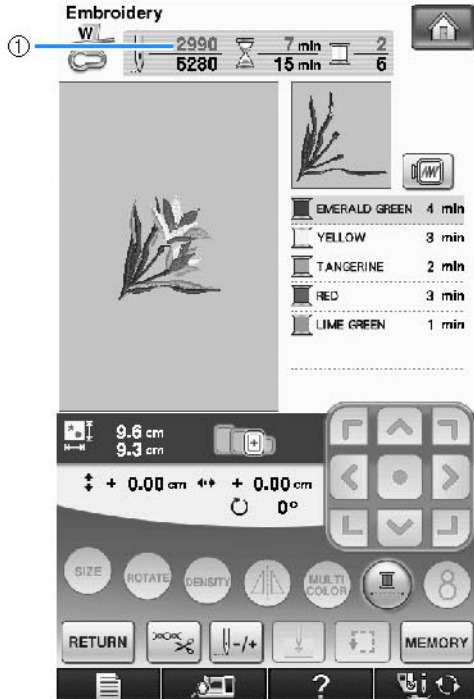 Embroidery
①
W
2990 7 min 2
5280 15 min 6
EMERALD GREEN 4 min
YELLOW 3 min
TANGERINE 2 min
RED 3 min
LIME GREEN 1 min
9.6 cm
9.3 cm
+ 0.00 cm + 0.00 cm
0°
SIZE ROTATE DENSITY MULTI COLOR 8
RETURN -/+ MEMORY
?